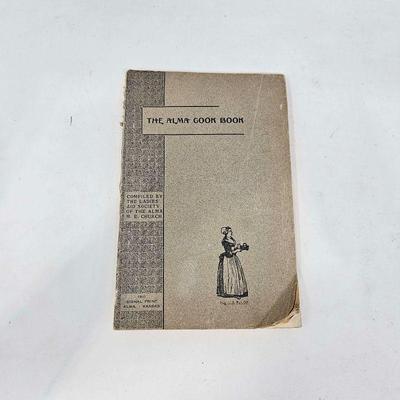 THE ALMA COOK BOOK
COMPILED BY
THE LADIES
AID SOCIETY
OF THE ALMA
M. E. CHURCH
SIGNAL PRINT
ALMA, KANSAS